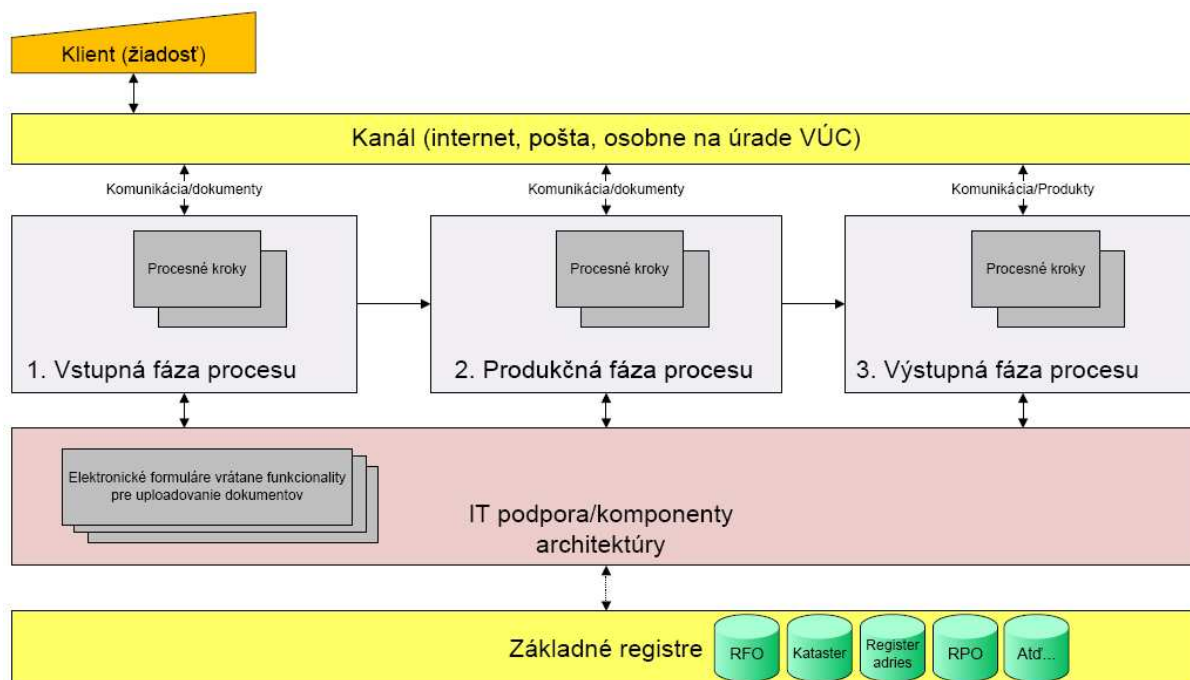 Klient (žiadosť)
Kanál (internet, pošta, osobne na úrade VÚC)
Komunikácia/dokumenty
Komunikácia/dokumenty
Komunikácia/Produkty
Procesné kroky
Procesné kroky
Procesné kroky
1. Vstupná fáza procesu
2. Produkčná fáza procesu
3. Výstupná fáza procesu
Elektronické formuláre vrátane funkcionality
pre uploadovanie dokumentov
IT podpora/komponenty
architektúry
Základné registre
RFO
Kataster
Register
adries
RPO
Atď...